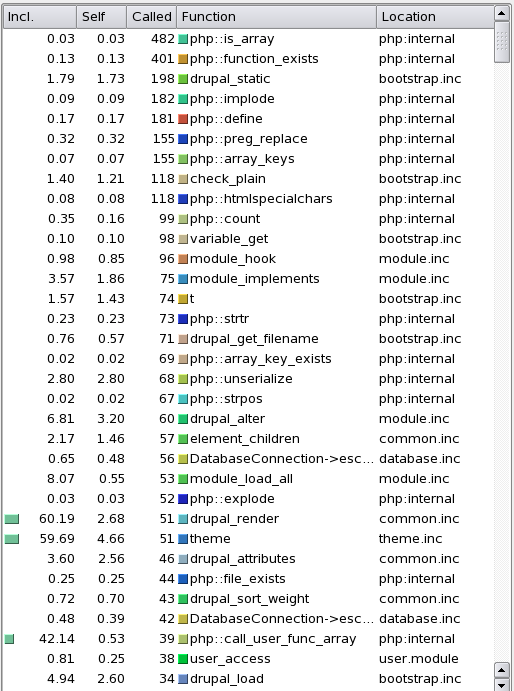 Incl. Self Called Function Location
0.03 0.03 482 php::is_array php:internal
0.13 0.13 401 php::function_exists php:internal
1.79 1.73 198 drupal_static bootstrap.inc
0.09 0.09 182 php::implode php:internal
0.17 0.17 181 php::define php:internal
0.32 0.32 155 php::preg_replace php:internal
0.07 0.07 155 php::array_keys php:internal
1.40 1.21 118 check_plain bootstrap.inc
0.08 0.08 118 php::htmlspecialchars php:internal
0.35 0.16 99 php::count php:internal
0.10 0.10 98 variable_get bootstrap.inc
0.98 0.85 96 module_hook module.inc
3.57 1.86 75 module_implements module.inc
1.57 1.43 74 t bootstrap.inc
0.23 0.23 73 php::strtr php:internal
0.76 0.57 71 drupal_get_filename bootstrap.inc
0.02 0.02 69 php::array_key_exists php:internal
2.80 2.80 68 php::unserialize php:internal
0.02 0.02 67 php::strpos php:internal
6.81 3.20 60 drupal_alter module.inc
2.17 1.46 57 element_children common.inc
0.65 0.48 56 DatabaseConnection->esc... database.inc
8.07 0.55 53 module_load_all module.inc
0.03 0.03 52 php::explode php:internal
60.19 2.68 51 drupal_render common.inc
59.69 4.66 51 theme theme.inc
3.60 2.56 46 drupal_attributes common.inc
0.25 0.25 44 php::file_exists php:internal
0.72 0.70 43 drupal_sort_weight common.inc
0.48 0.39 42 DatabaseConnection->esc... database.inc
42.14 0.53 39 php::call_user_func_array php:internal
0.81 0.25 38 user_access user.module
4.94 2.60 34 drupal_load bootstrap.inc